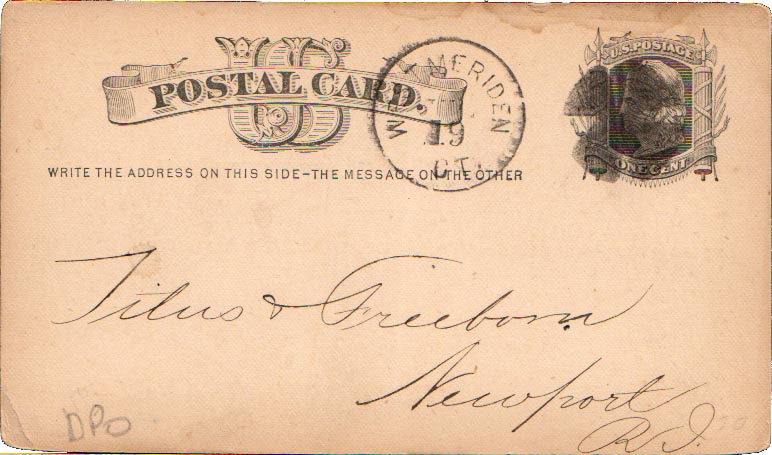 US
POSTAL CARD.
U.S. POSTAGE
ONE CENT
MERIDEN
19
CT.
WRITE THE ADDRESS ON THIS SIDE–THE MESSAGE ON THE OTHER
Titus & Freeborn
Newport
R.I.
DPO